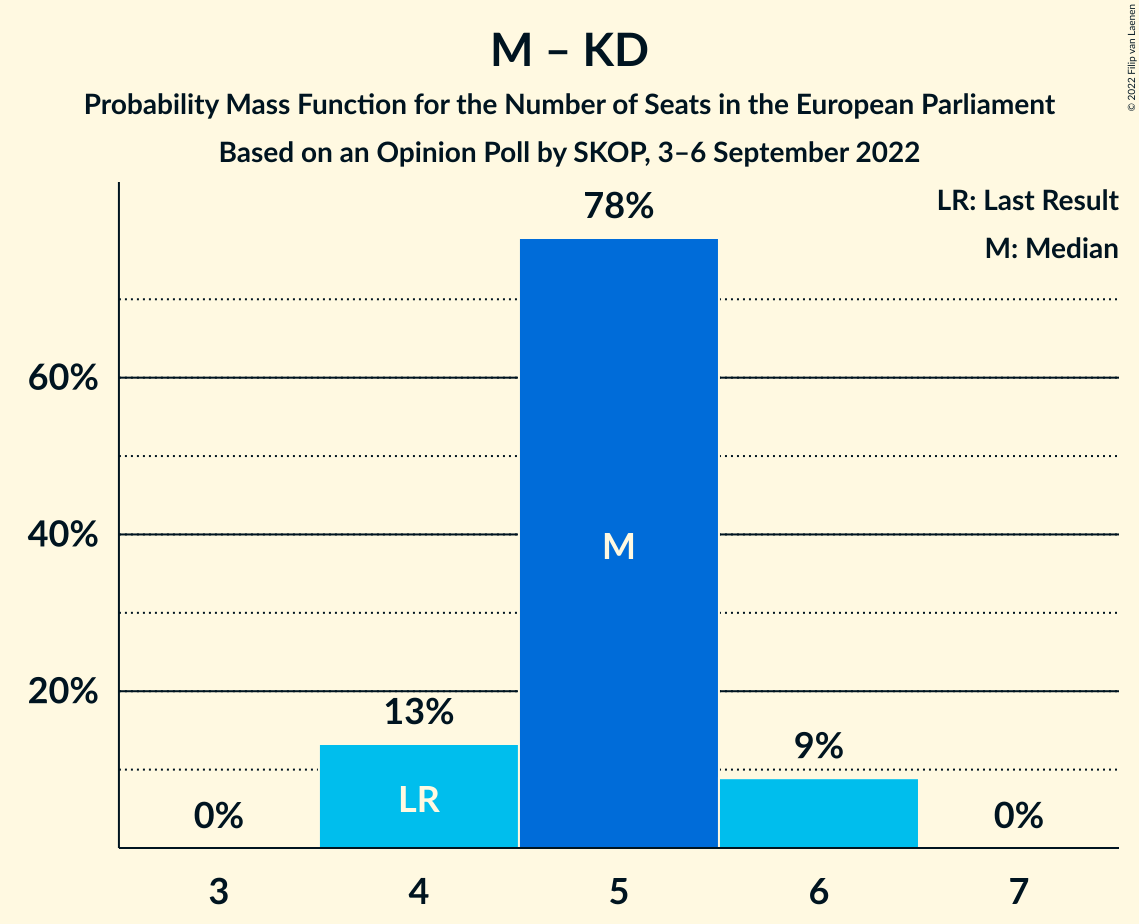 M – KD
Probability Mass Function for the Number of Seats in the European Parliament
Based on an Opinion Poll by SKOP, 3–6 September 2022
© 2022 Filip van Laenen
LR: Last Result
M: Median
78%
60%
40%
20%
M
13%
LR
9%
0%
0%
3
4
5
6
7